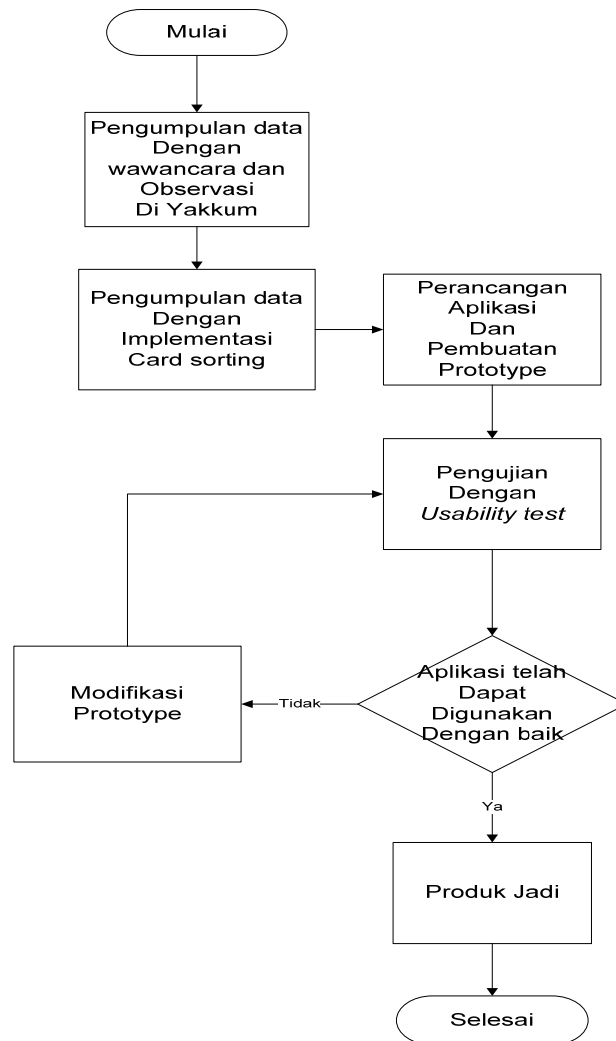 Mulai
Pengumpulan data
Dengan
wawancara dan
Observasi
Di Yakkum
Pengumpulan data
Dengan
Implementasi
Card sorting
Perancangan
Aplikasi
Dan
Pembuatan
Prototype
Pengujian
Dengan
Usability test
Aplikasi telah
Dapat
Digunakan
Dengan baik
Tidak
Modifikasi
Prototype
Ya
Produk Jadi
Selesai